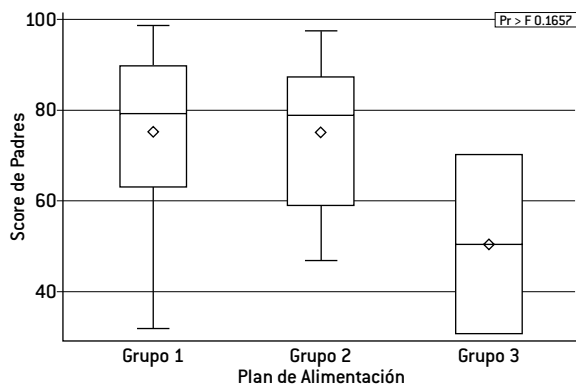 Pr > F 0.1657
Score de Padres
100
80
60
40
Grupo 1
Grupo 2
Grupo 3
Plan de Alimentación